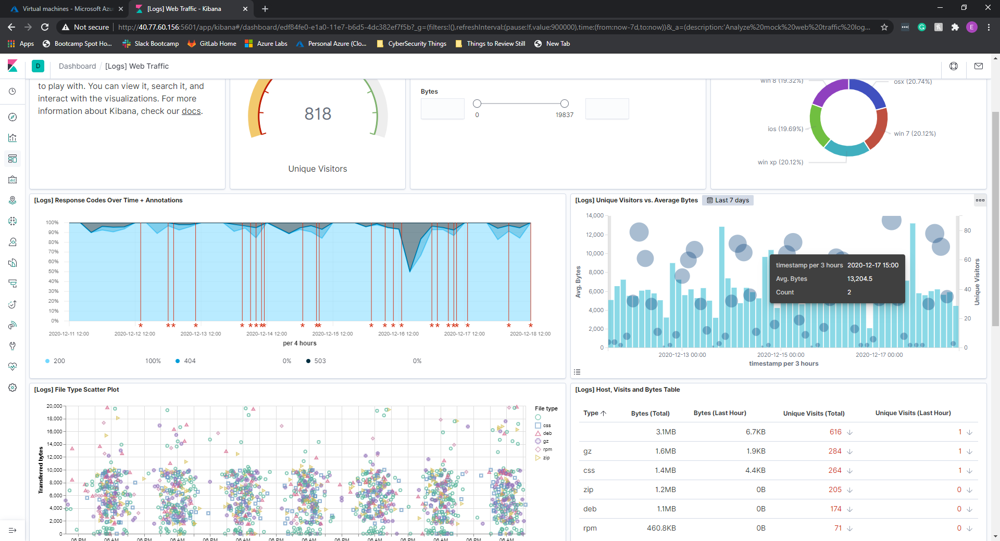 Virtual machines - Microsoft Azu
[Logs] Web Traffic - Kibana
Not secure
http://40.77.60.156:5601/app/kibana#/dashboard/edf84fe0-e1a0-11e7-b6d5-4dc382ef7f5b?_g=(filters:!(),refreshInterval:(pause:!f,value:900000),time:(from:now-7d,to:now))&_a=(description:'Analyze%20mock%20web%20traffic%20log...
E
Apps
Bootcamp Spot Ho...
Slack Bootcamp
GitLab Home
Azure Labs
Personal Azure (Clo...
CyberSecurity Things
Things to Review Still
New Tab
D
Dashboard / [Logs] Web Traffic
to play with. You can view it, search it, and
interact with the visualizations. For more
information about Kibana, check our docs.
818
Unique Visitors
Bytes
0
19837
win 8 (19.32%)
osx (20.74%)
ios (19.69%)
win 7 (20.12%)
win xp (20.12%)
[Logs] Response Codes Over Time + Annotations
100%
90%
80%
70%
60%
50%
40%
30%
20%
10%
0%
2020-12-11 12:00
2020-12-12 12:00
2020-12-13 12:00
2020-12-14 12:00
2020-12-15 12:00
2020-12-16 12:00
2020-12-17 12:00
2020-12-18 12:00
per 4 hours
200 100%
404 0%
503 0%
[Logs] Unique Visitors vs. Average Bytes
Last 7 days
14,000
12,000
10,000
8,000
6,000
4,000
2,000
0
Avg. Bytes
80
60
40
20
0
Unique Visitors
timestamp per 3 hours 2020-12-17 15:00
Avg. Bytes 13,204.5
Count 2
2020-12-13 00:00
2020-12-15 00:00
2020-12-17 00:00
timestamp per 3 hours
[Logs] File Type Scatter Plot
20,000
18,000
16,000
14,000
12,000
10,000
8,000
6,000
4,000
2,000
0
Transferred bytes
06 PM
06 AM
06 PM
06 AM
06 PM
06 AM
06 PM
06 AM
06 PM
06 AM
06 PM
06 AM
06 PM
06 AM
File type
css
deb
gz
rpm
zip
[Logs] Host, Visits and Bytes Table
Type Bytes (Total) Bytes (Last Hour) Unique Visits (Total) Unique Visits (Last Hour)
3.1MB 6.7KB 616 1
gz 1.6MB 1.9KB 284 1
css 1.4MB 4.4KB 264 1
zip 1.2MB 0B 205 0
deb 1.1MB 0B 174 0
rpm 460.8KB 0B 71 0